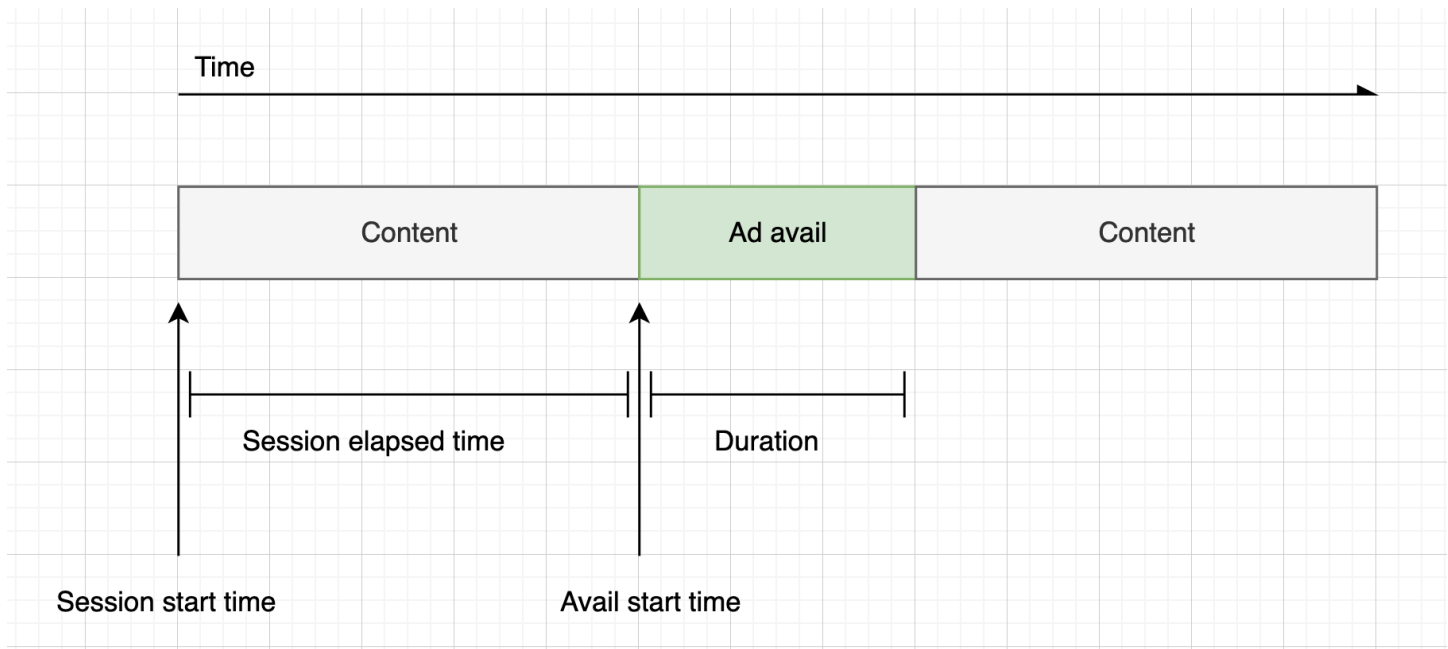 Time
Content
Ad avail
Content
Session elapsed time
Duration
Session start time
Avail start time